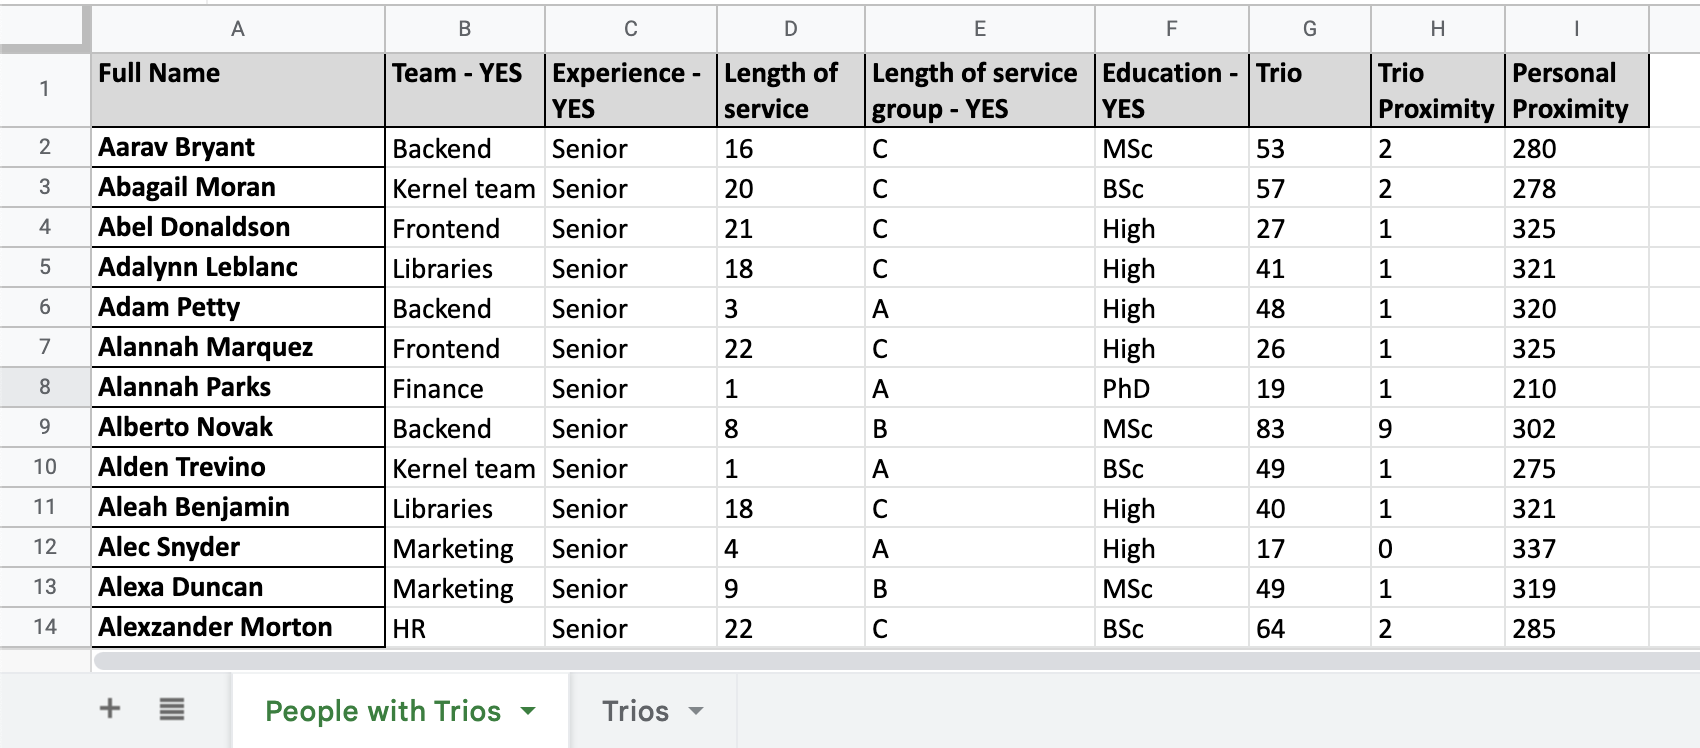 A B C D E F G H I
1 Full Name Team - YES Experience - YES Length of service Length of service group - YES Education - YES Trio Trio Proximity Personal Proximity
2 Aarav Bryant Backend Senior 16 C MSc 53 2 280
3 Abagail Moran Kernel team Senior 20 C BSc 57 2 278
4 Abel Donaldson Frontend Senior 21 C High 27 1 325
5 Adalynn Leblanc Libraries Senior 18 C High 41 1 321
6 Adam Petty Backend Senior 3 A High 48 1 320
7 Alannah Marquez Frontend Senior 22 C High 26 1 325
8 Alannah Parks Finance Senior 1 A PhD 19 1 210
9 Alberto Novak Backend Senior 8 B MSc 83 9 302
10 Alden Trevino Kernel team Senior 1 A BSc 49 1 275
11 Aleah Benjamin Libraries Senior 18 C High 40 1 321
12 Alec Snyder Marketing Senior 4 A High 17 0 337
13 Alexa Duncan Marketing Senior 9 B MSc 49 1 319
14 Alexzander Morton HR Senior 22 C BSc 64 2 285
People with Trios Trios